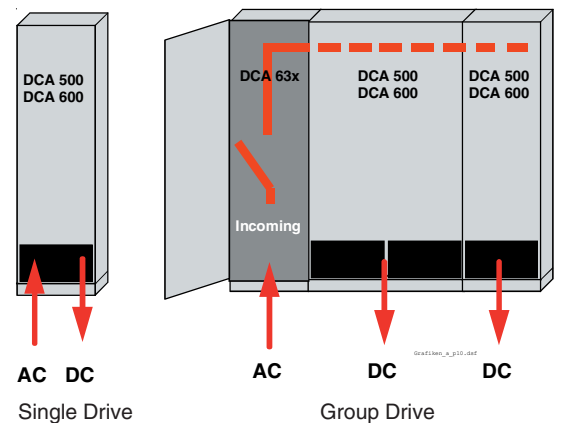 DCA 500
DCA 600
DCA 63x
DCA 500
DCA 600
DCA 500
DCA 600
Incoming
Grafiken_a_p10.dsf
AC DC
AC
DC
DC
Single Drive
Group Drive